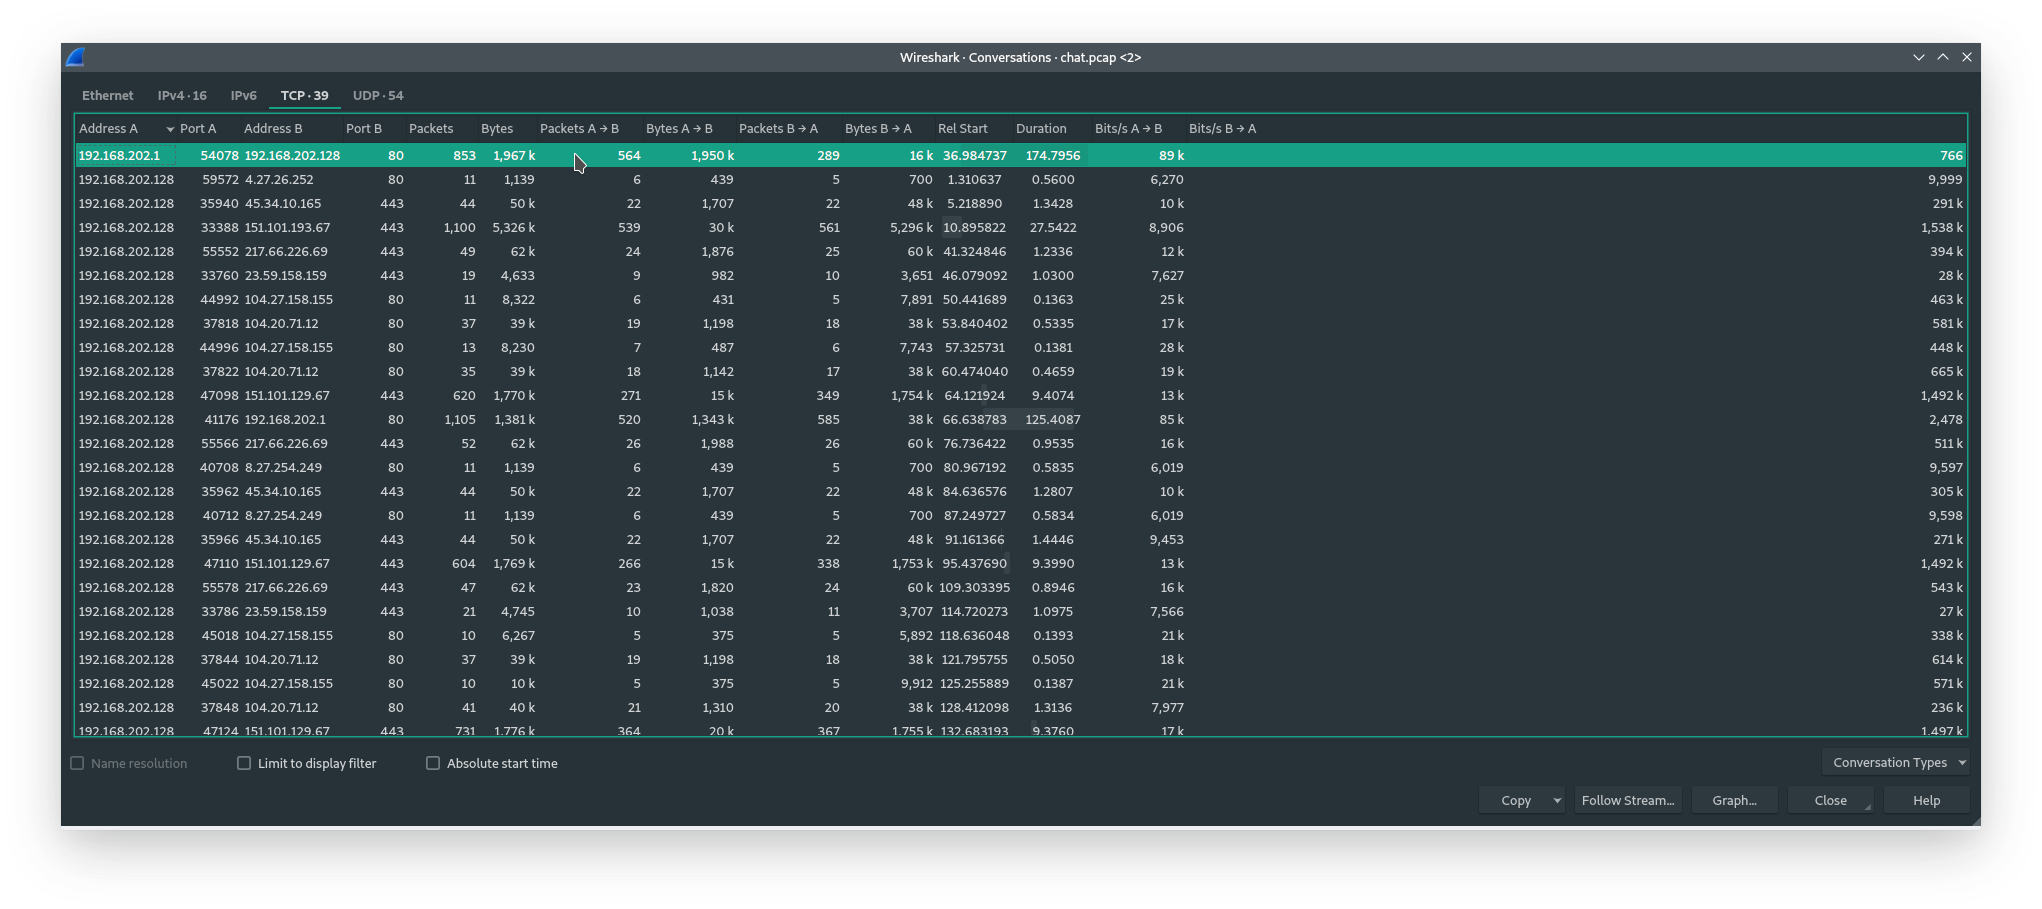 Wireshark · Conversations · chat.pcap <2>
Ethernet IPv4 · 16 IPv6 TCP · 39 UDP · 54
Address A Port A Address B Port B Packets Bytes Packets A → B Bytes A → B Packets B → A Bytes B → A Rel Start Duration Bits/s A → B Bits/s B → A
192.168.202.1 54078 192.168.202.128 80 853 1,967 k 564 1,950 k 289 16 k 36.984737 174.7956 89 k 766
192.168.202.128 59572 4.27.26.252 80 11 1,139 6 439 5 700 1.310637 0.5600 6,270 9,999
192.168.202.128 35940 45.34.10.165 443 44 50 k 22 1,707 22 48 k 5.218890 1.3428 10 k 291 k
192.168.202.128 33388 151.101.193.67 443 1,100 5,326 k 539 30 k 561 5,296 k 10.895822 27.5422 8,906 1,538 k
192.168.202.128 55552 217.66.226.69 443 49 62 k 24 1,876 25 60 k 41.324846 1.2336 12 k 394 k
192.168.202.128 33760 23.59.158.159 443 19 4,633 9 982 10 3,651 46.079092 1.0300 7,627 28 k
192.168.202.128 44992 104.27.158.155 80 11 8,322 6 431 5 7,891 50.441689 0.1363 25 k 463 k
192.168.202.128 37818 104.20.71.12 80 37 39 k 19 1,198 18 38 k 53.840402 0.5335 17 k 581 k
192.168.202.128 44996 104.27.158.155 80 13 8,230 7 487 6 7,743 57.325731 0.1381 28 k 448 k
192.168.202.128 37822 104.20.71.12 80 35 39 k 18 1,142 17 38 k 60.474040 0.4659 19 k 665 k
192.168.202.128 47098 151.101.129.67 443 620 1,770 k 271 15 k 349 1,754 k 64.121924 9.4074 13 k 1,492 k
192.168.202.128 41176 192.168.202.1 80 1,105 1,381 k 520 1,343 k 585 38 k 66.638783 125.4087 85 k 2,478
192.168.202.128 55566 217.66.226.69 443 52 62 k 26 1,988 26 60 k 76.736422 0.9535 16 k 511 k
192.168.202.128 40708 8.27.254.249 80 11 1,139 6 439 5 700 80.967192 0.5835 6,019 9,597
192.168.202.128 35962 45.34.10.165 443 44 50 k 22 1,707 22 48 k 84.636576 1.2807 10 k 305 k
192.168.202.128 40712 8.27.254.249 80 11 1,139 6 439 5 700 87.249727 0.5834 6,019 9,598
192.168.202.128 35966 45.34.10.165 443 44 50 k 22 1,707 22 48 k 91.161366 1.4446 9,453 271 k
192.168.202.128 47110 151.101.129.67 443 604 1,769 k 266 15 k 338 1,753 k 95.437690 9.3990 13 k 1,492 k
192.168.202.128 55578 217.66.226.69 443 47 62 k 23 1,820 24 60 k 109.303395 0.8946 16 k 543 k
192.168.202.128 33786 23.59.158.159 443 21 4,745 10 1,038 11 3,707 114.720273 1.0975 7,566 27 k
192.168.202.128 45018 104.27.158.155 80 10 6,267 5 375 5 5,892 118.636048 0.1393 21 k 338 k
192.168.202.128 37844 104.20.71.12 80 37 39 k 19 1,198 18 38 k 121.795755 0.5050 18 k 614 k
192.168.202.128 45022 104.27.158.155 80 10 10 k 5 375 5 9,912 125.255889 0.1387 21 k 571 k
192.168.202.128 37848 104.20.71.12 80 41 40 k 21 1,310 20 38 k 128.412098 1.3136 7,977 236 k
192.168.202.128 47124 151.101.129.67 443 731 1,776 k 364 20 k 367 1,755 k 132.683193 9.3760 17 k 1,497 k
Name resolution Limit to display filter Absolute start time Conversation Types
Copy Follow Stream... Graph... Close Help